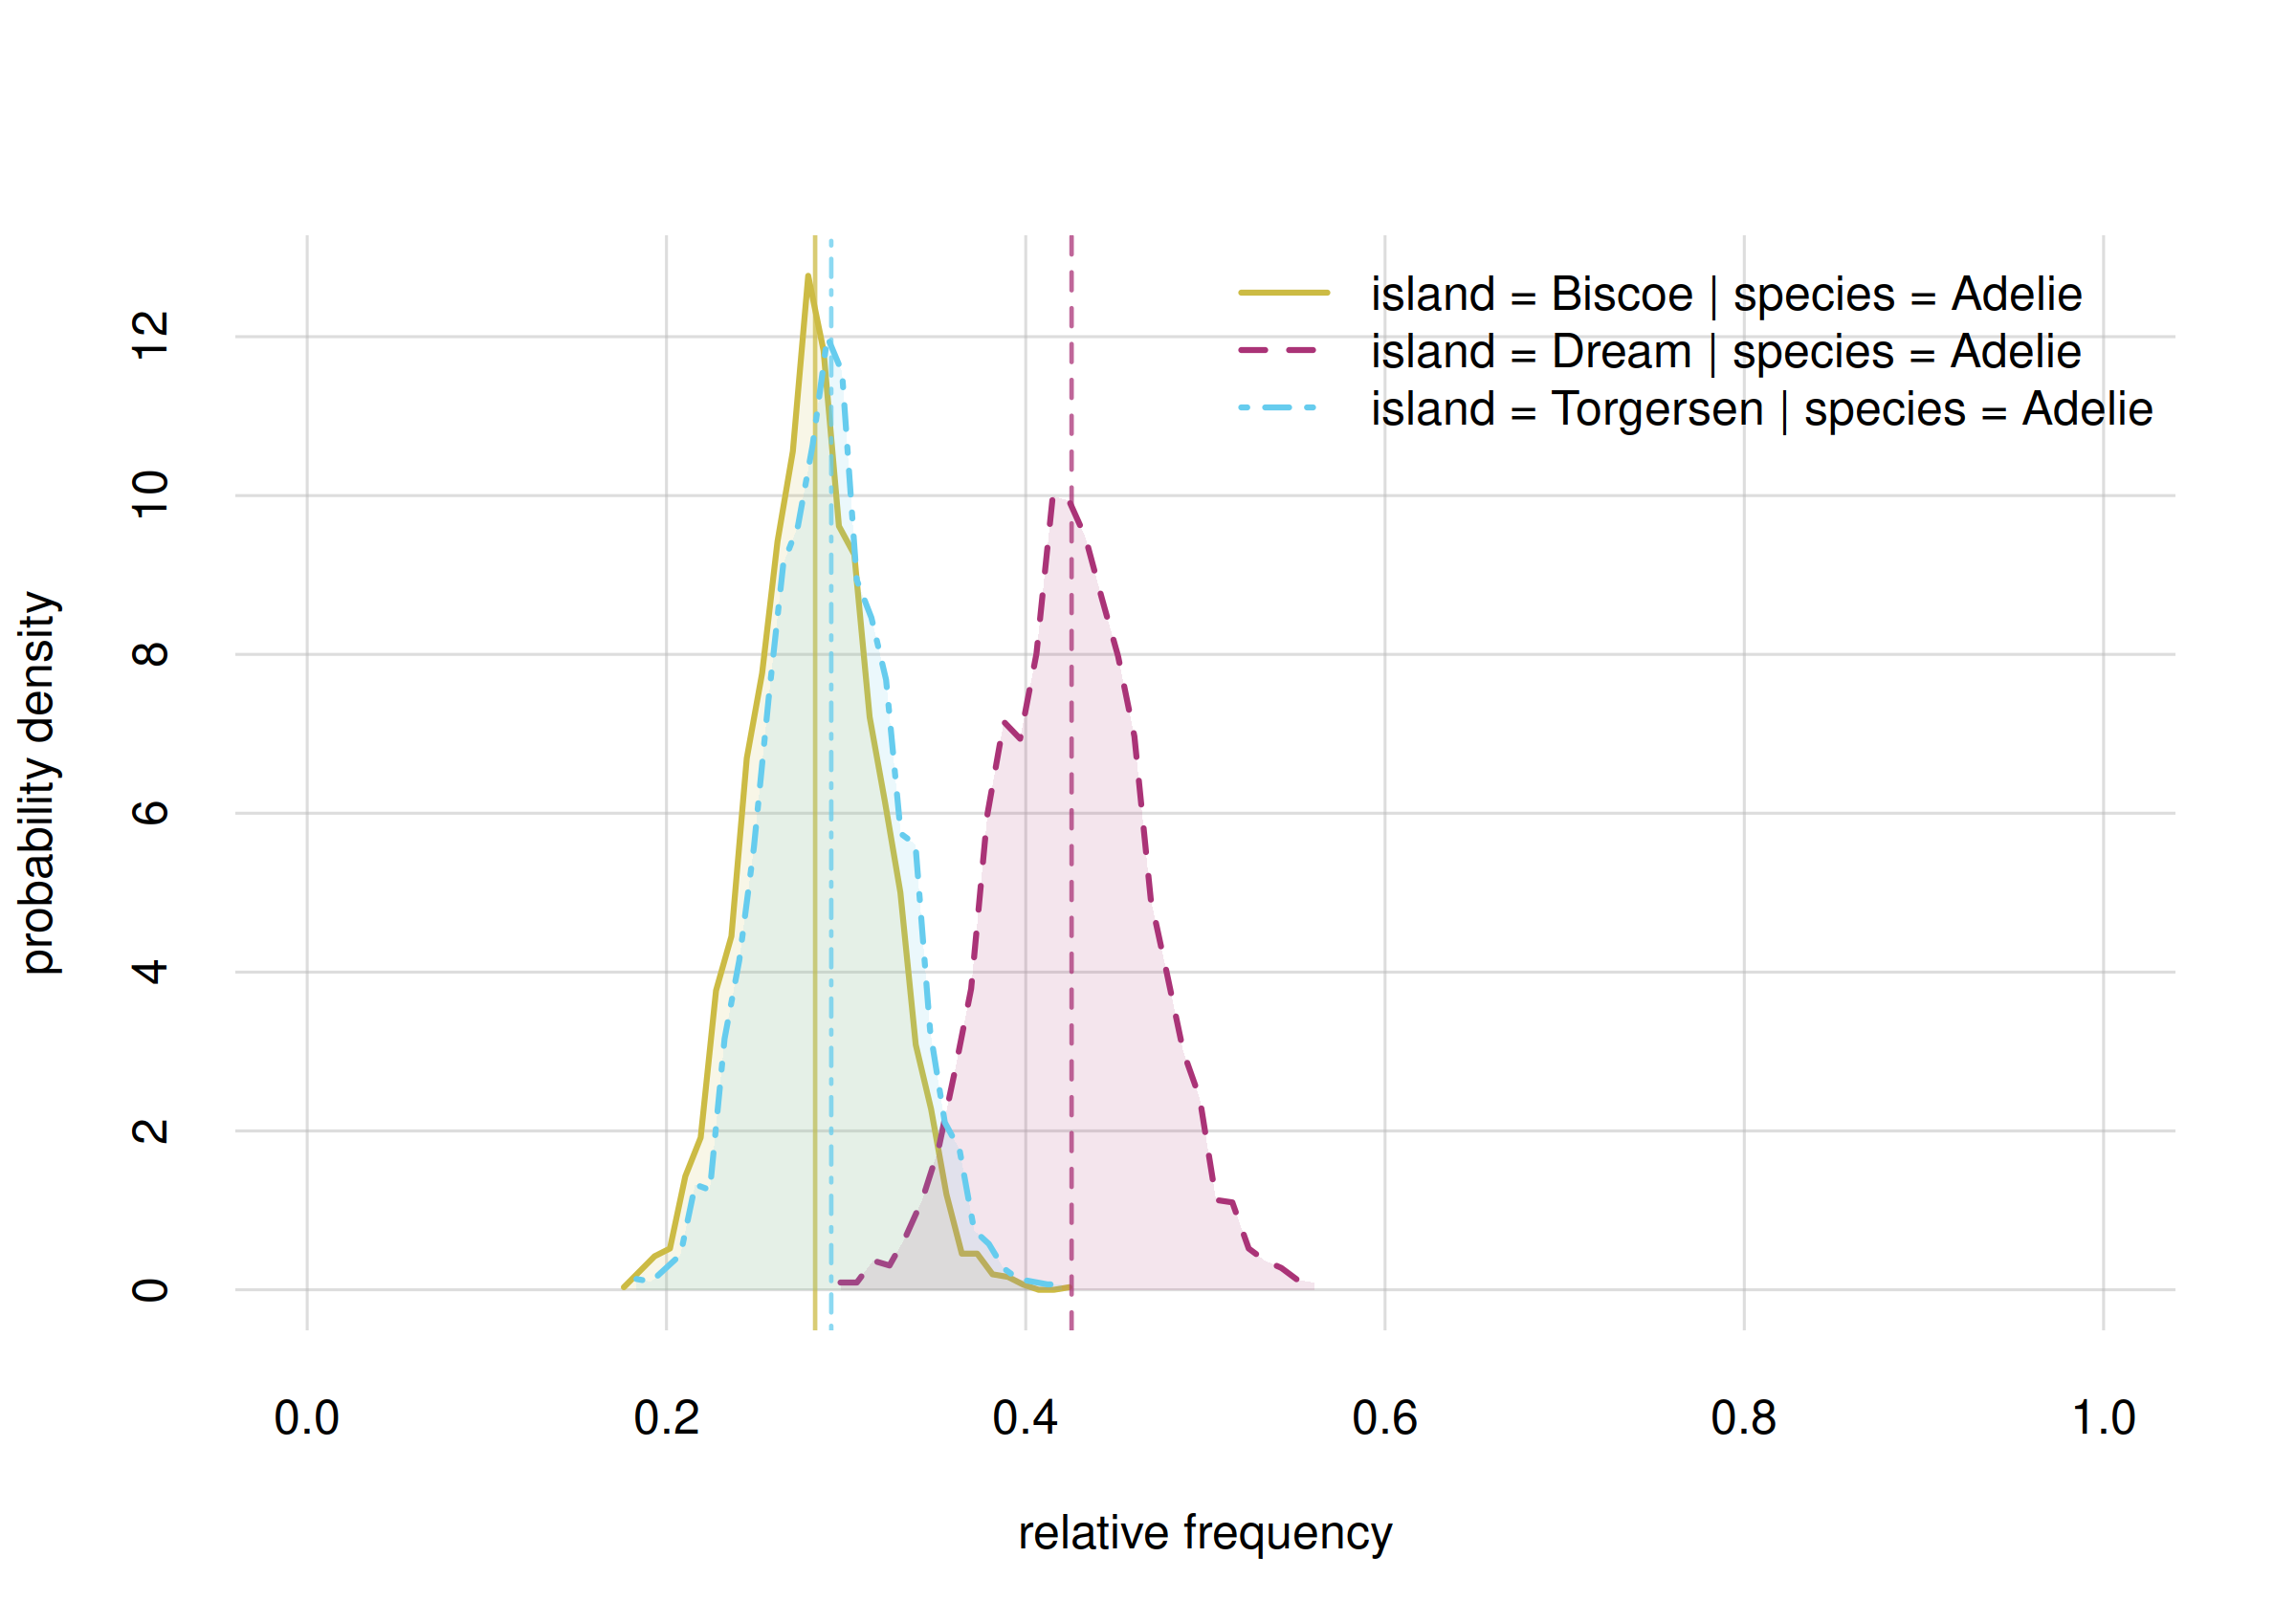 island = Biscoe | species = Adelie
island = Dream | species = Adelie
island = Torgersen | species = Adelie
probability density
12
10
8
6
4
2
0
0.0 0.2 0.4 0.6 0.8 1.0
relative frequency